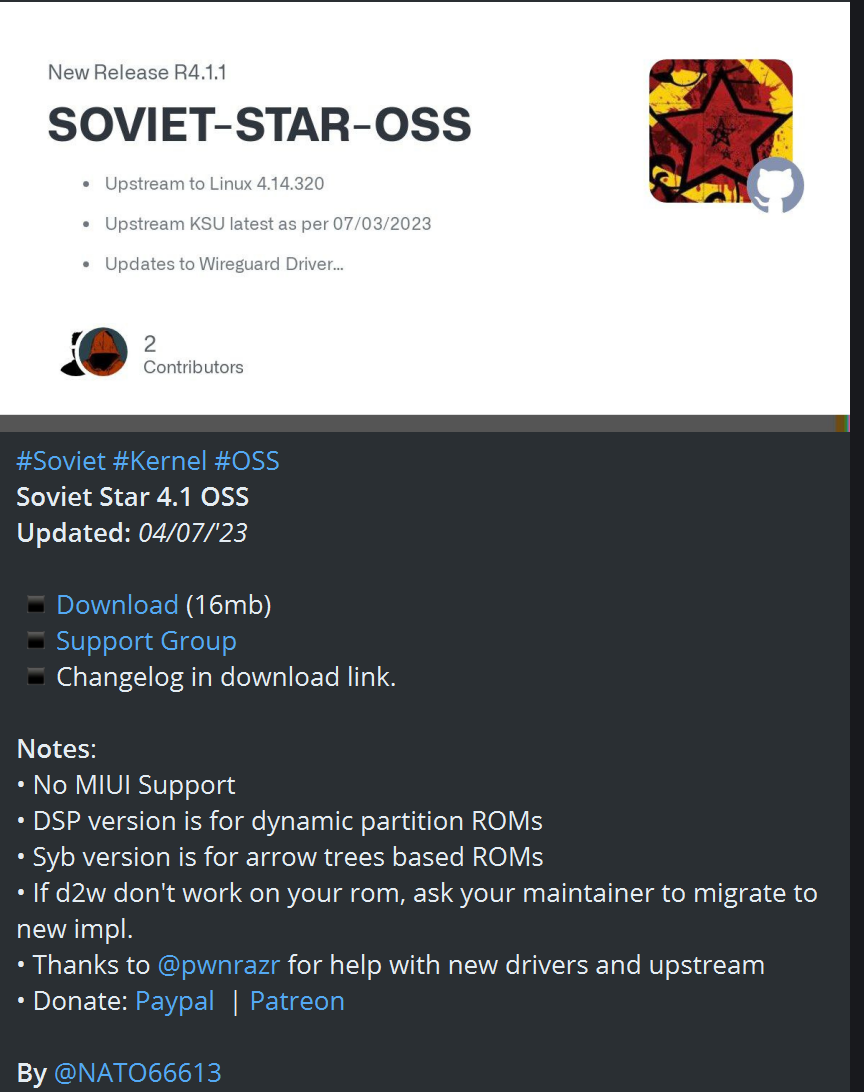 New Release R4.1.1
SOVIET-STAR-OSS
• Upstream to Linux 4.14.320
• Upstream KSU latest as per 07/03/2023
• Updates to Wireguard Driver...
2
Contributors
#Soviet #Kernel #OSS
Soviet Star 4.1 OSS
Updated: 04/07/'23
▪ Download (16mb)
▪ Support Group
▪ Changelog in download link.
Notes:
• No MIUI Support
• DSP version is for dynamic partition ROMs
• Syb version is for arrow trees based ROMs
• If d2w don't work on your rom, ask your maintainer to migrate to
new impl.
• Thanks to @pwnrazr for help with new drivers and upstream
• Donate: Paypal | Patreon
By @NATO66613